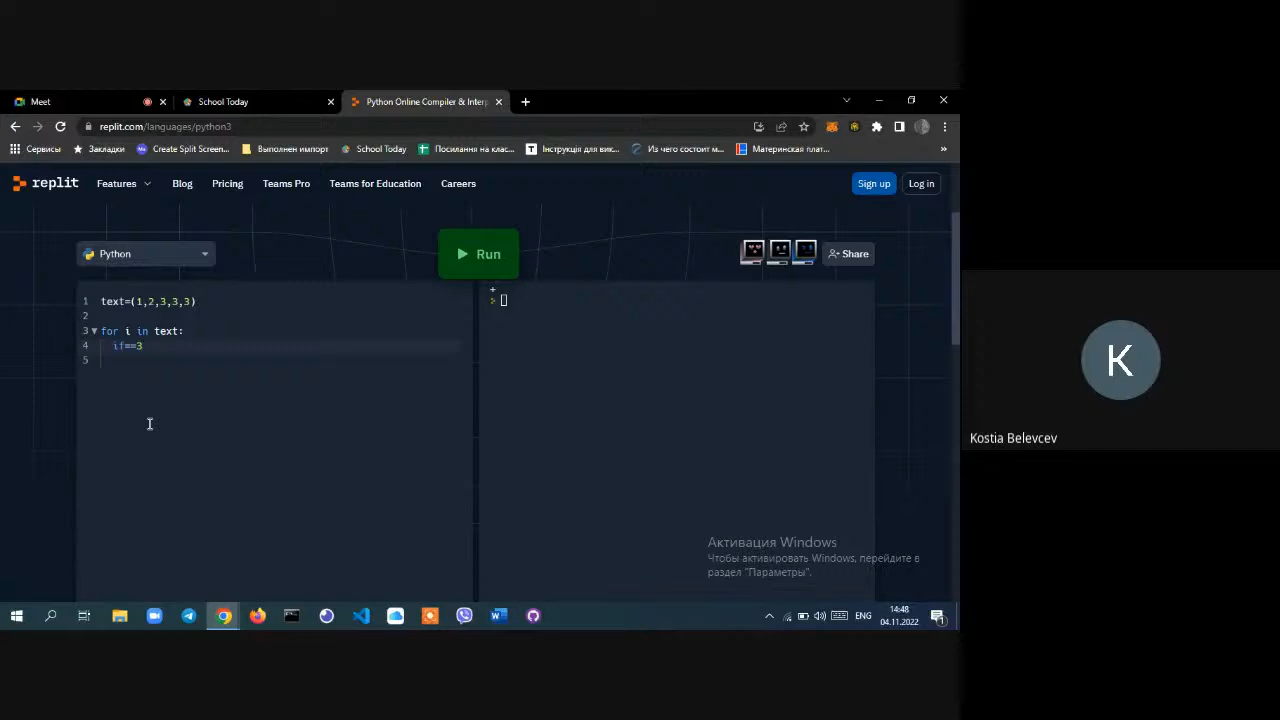 Meet
School Today
Python Online Compiler & Interp
replit.com/languages/python3
Сервисы
Закладки
Create Split Screen...
Выполнен импорт
School Today
Посилання на клас...
Інструкція для вик...
Из чего состоит м...
Материнская плат...
»
replit
Features
Blog
Pricing
Teams Pro
Teams for Education
Careers
Sign up
Log in
Python
Run
Share
1 text=(1,2,3,3,3)
2
3 for i in text:
4 if==3
5
+
>
K
Kostia Belevcev
Активация Windows
Чтобы активировать Windows, перейдите в
раздел "Параметры".
ENG
14:48
04.11.2022
1